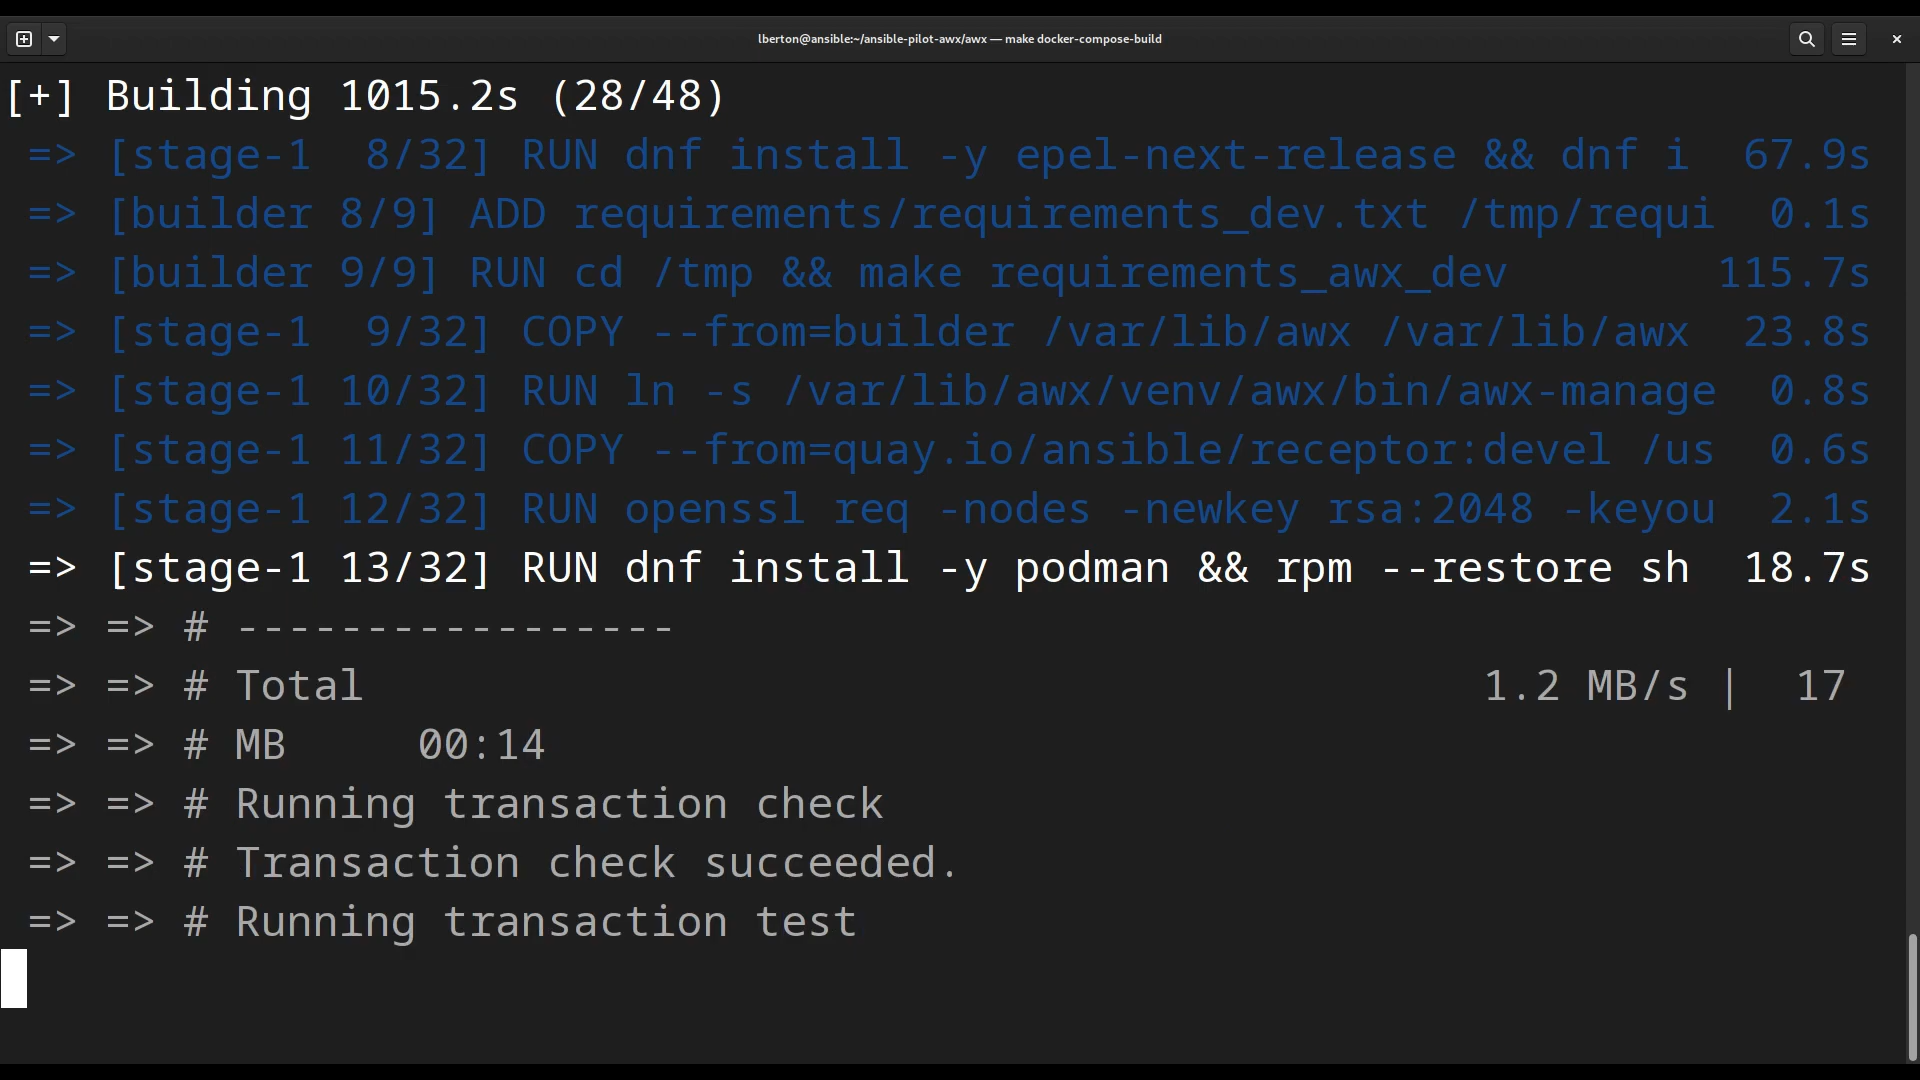 lberton@ansible:~/ansible-pilot-awx/awx — make docker-compose-build
[+] Building 1015.2s (28/48)
=> [stage-1  8/32] RUN dnf install -y epel-next-release && dnf i  67.9s
=> [builder 8/9] ADD requirements/requirements_dev.txt /tmp/requi  0.1s
=> [builder 9/9] RUN cd /tmp && make requirements_awx_dev        115.7s
=> [stage-1  9/32] COPY --from=builder /var/lib/awx /var/lib/awx  23.8s
=> [stage-1 10/32] RUN ln -s /var/lib/awx/venv/awx/bin/awx-manage  0.8s
=> [stage-1 11/32] COPY --from=quay.io/ansible/receptor:devel /us  0.6s
=> [stage-1 12/32] RUN openssl req -nodes -newkey rsa:2048 -keyou  2.1s
=> [stage-1 13/32] RUN dnf install -y podman && rpm --restore sh  18.7s
=> => # -----------------
=> => # Total                                           1.2 MB/s |  17
=> => # MB     00:14
=> => # Running transaction check
=> => # Transaction check succeeded.
=> => # Running transaction test